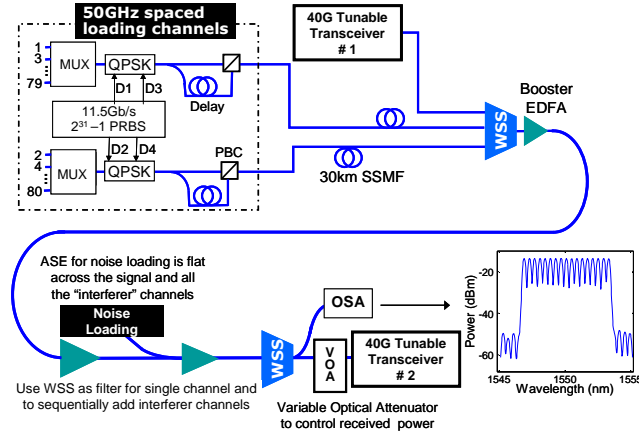 50GHz spaced
loading channels
1
3
79
MUX
QPSK
D1
D3
Delay
11.5Gb/s
2^31 –1 PRBS
D2
D4
2
4
80
MUX
QPSK
PBC
40G Tunable
Transceiver
# 1
30km SSMF
WSS
Booster
EDFA
ASE for noise loading is flat
across the signal and all
the "interferer" channels
Noise
Loading
Use WSS as filter for single channel and
to sequentially add interferer channels
WSS
OSA
VOA
40G Tunable
Transceiver
# 2
Variable Optical Attenuator
to control received power
Power (dBm)
-20
-40
-60
1545
1550
1555
Wavelength (nm)